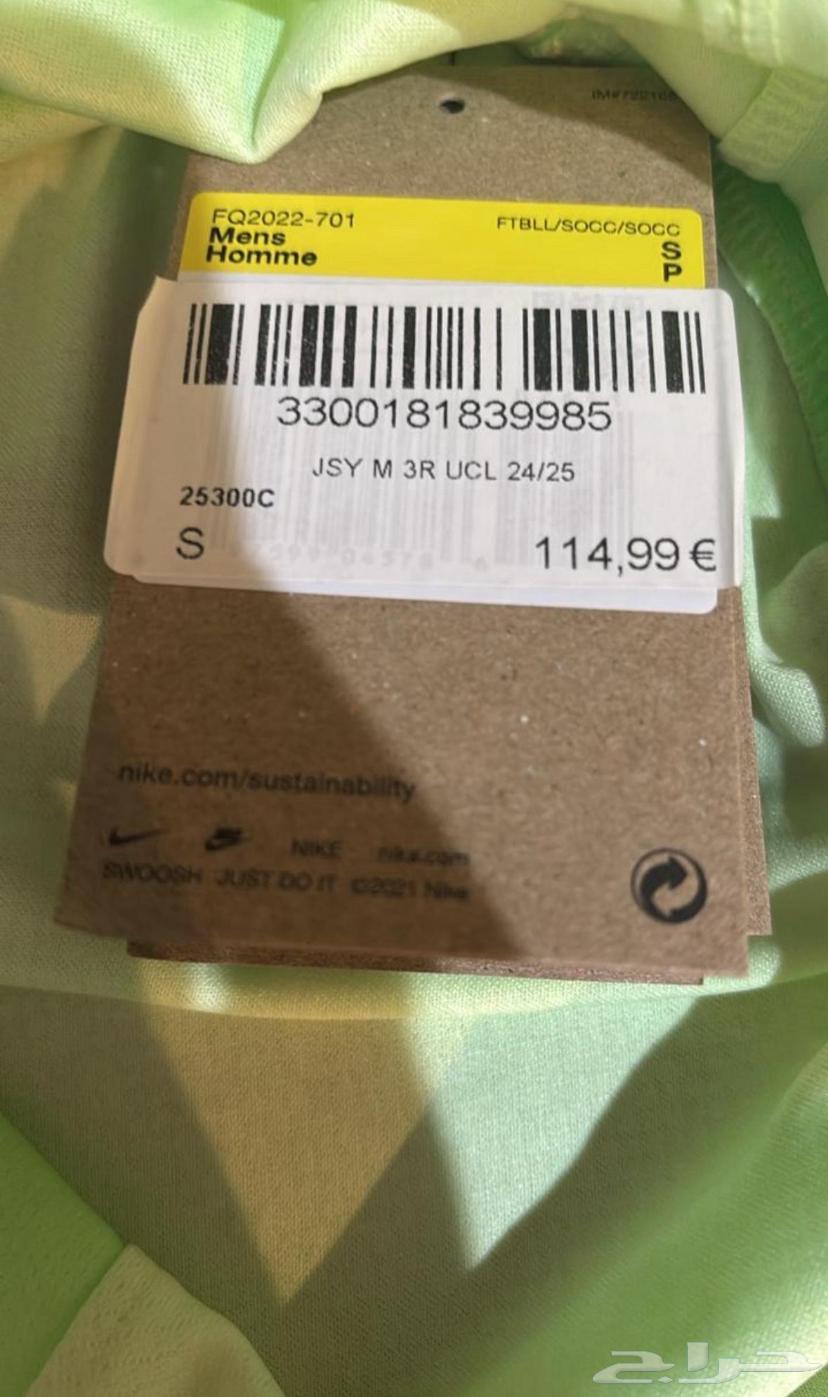 FQ2022-701
FTBLL/SOCC/SOCC
Mens
S
Homme
P
3300181839985
JSY M 3R UCL 24/25
25300C
S
114,99 €
nike.com/sustainability
NIKE nike.com
SWOOSH JUST DO IT ©2021 Nike
حراج